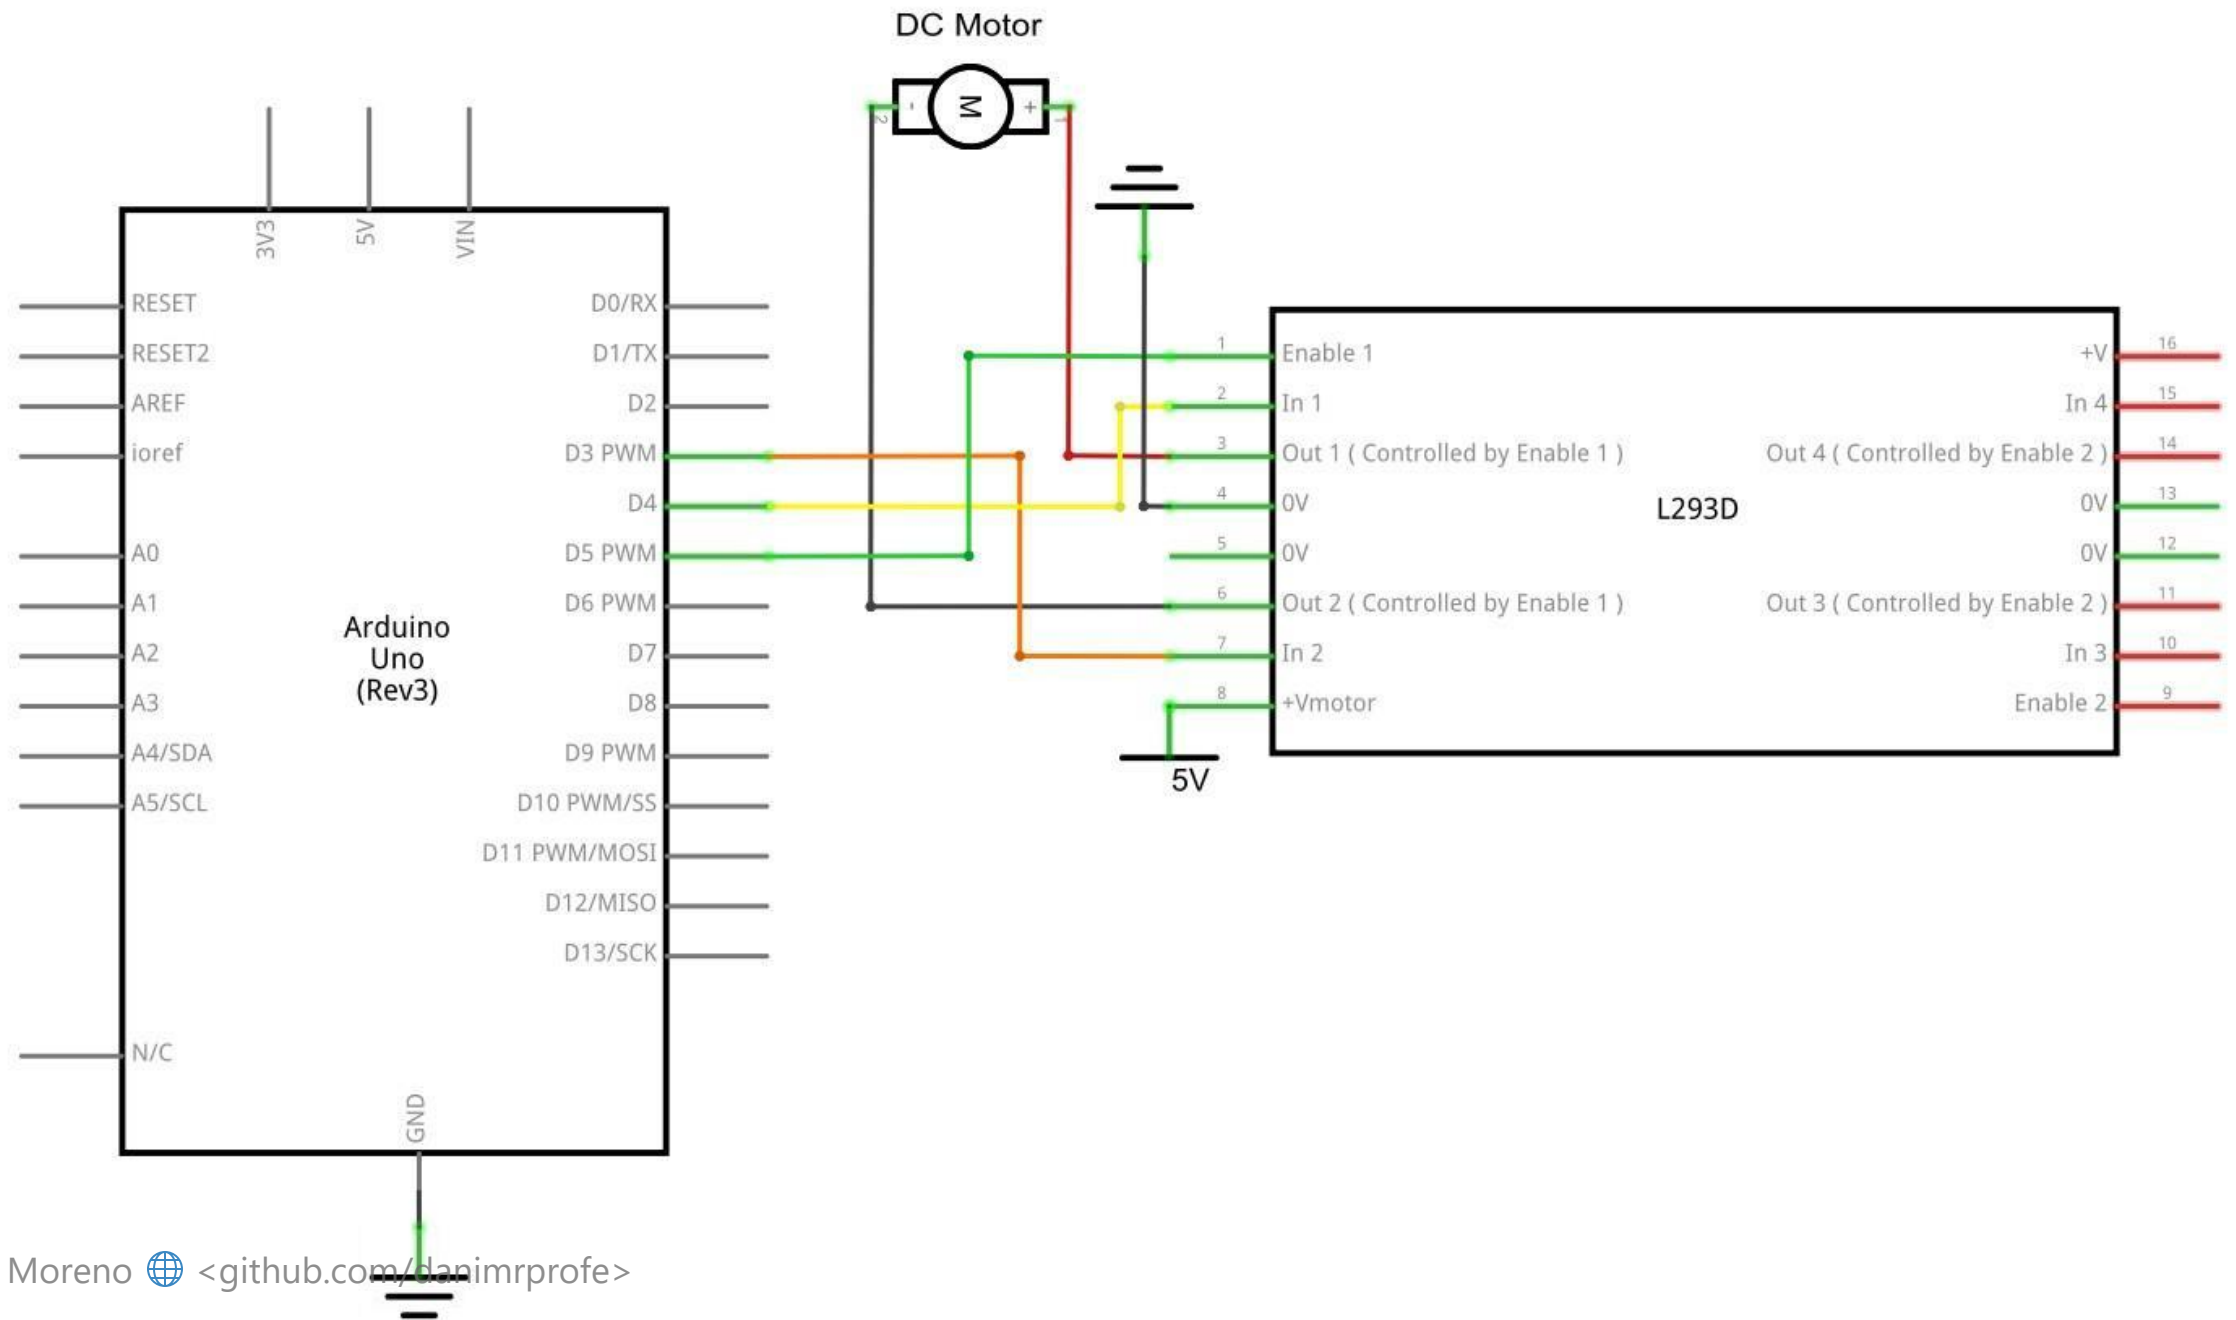 DC Motor
- M +
2 1
3V3 5V VIN
RESET
RESET2
AREF
ioref
A0
A1
A2
A3
A4/SDA
A5/SCL
N/C
Arduino
Uno
(Rev3)
D0/RX
D1/TX
D2
D3 PWM
D4
D5 PWM
D6 PWM
D7
D8
D9 PWM
D10 PWM/SS
D11 PWM/MOSI
D12/MISO
D13/SCK
GND
1 Enable 1
2 In 1
3 Out 1 ( Controlled by Enable 1 )
4 0V
5 0V
6 Out 2 ( Controlled by Enable 1 )
7 In 2
8 +Vmotor
5V
L293D
+V 16
In 4 15
Out 4 ( Controlled by Enable 2 ) 14
0V 13
0V 12
Out 3 ( Controlled by Enable 2 ) 11
In 3 10
Enable 2 9
Moreno <github.com/danimrprofe>